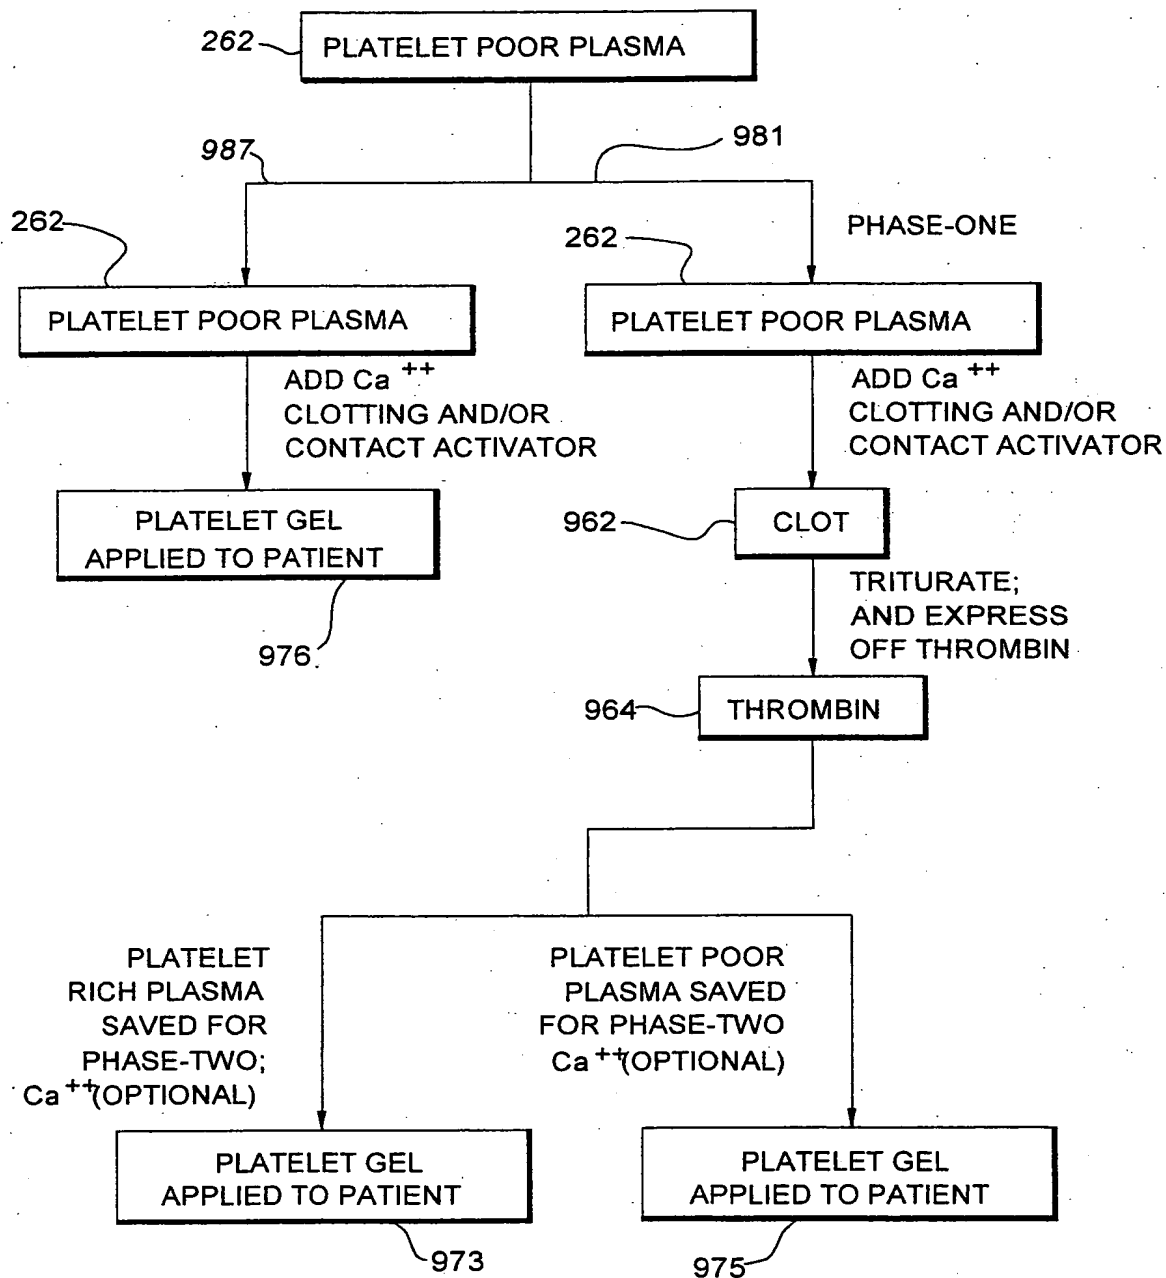 262
PLATELET POOR PLASMA
987
981
262
PLATELET POOR PLASMA
ADD Ca ++
CLOTTING AND/OR
CONTACT ACTIVATOR
PLATELET GEL
APPLIED TO PATIENT
976
PHASE-ONE
262
PLATELET POOR PLASMA
ADD Ca ++
CLOTTING AND/OR
CONTACT ACTIVATOR
962
CLOT
TRITURATE;
AND EXPRESS
OFF THROMBIN
964
THROMBIN
PLATELET
RICH PLASMA
SAVED FOR
PHASE-TWO;
Ca ++(OPTIONAL)
PLATELET POOR
PLASMA SAVED
FOR PHASE-TWO
Ca ++(OPTIONAL)
PLATELET GEL
APPLIED TO PATIENT
973
PLATELET GEL
APPLIED TO PATIENT
975